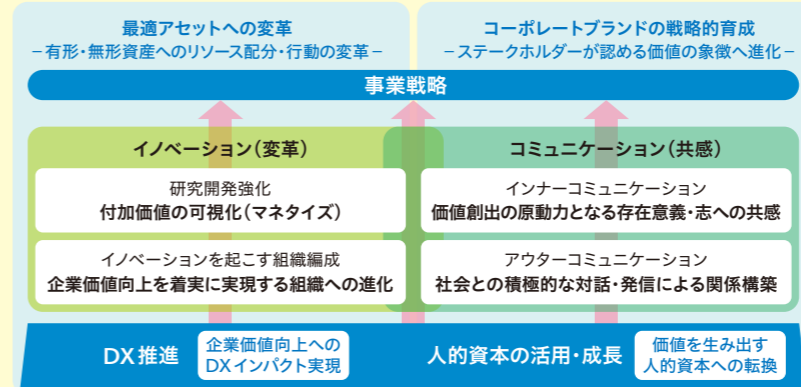 最適アセットへの変革
−有形・無形資産へのリソース配分・行動の変革−
コーポレートブランドの戦略的育成
−ステークホルダーが認める価値の象徴へ進化−
事業戦略
イノベーション（変革）
研究開発強化
付加価値の可視化（マネタイズ）
イノベーションを起こす組織編成
企業価値向上を着実に実現する組織への進化
コミュニケーション（共感）
インナーコミュニケーション
価値創出の原動力となる存在意義・志への共感
アウターコミュニケーション
社会との積極的な対話・発信による関係構築
DX推進
企業価値向上への
DXインパクト実現
人的資本の活用・成長
価値を生み出す
人的資本への転換